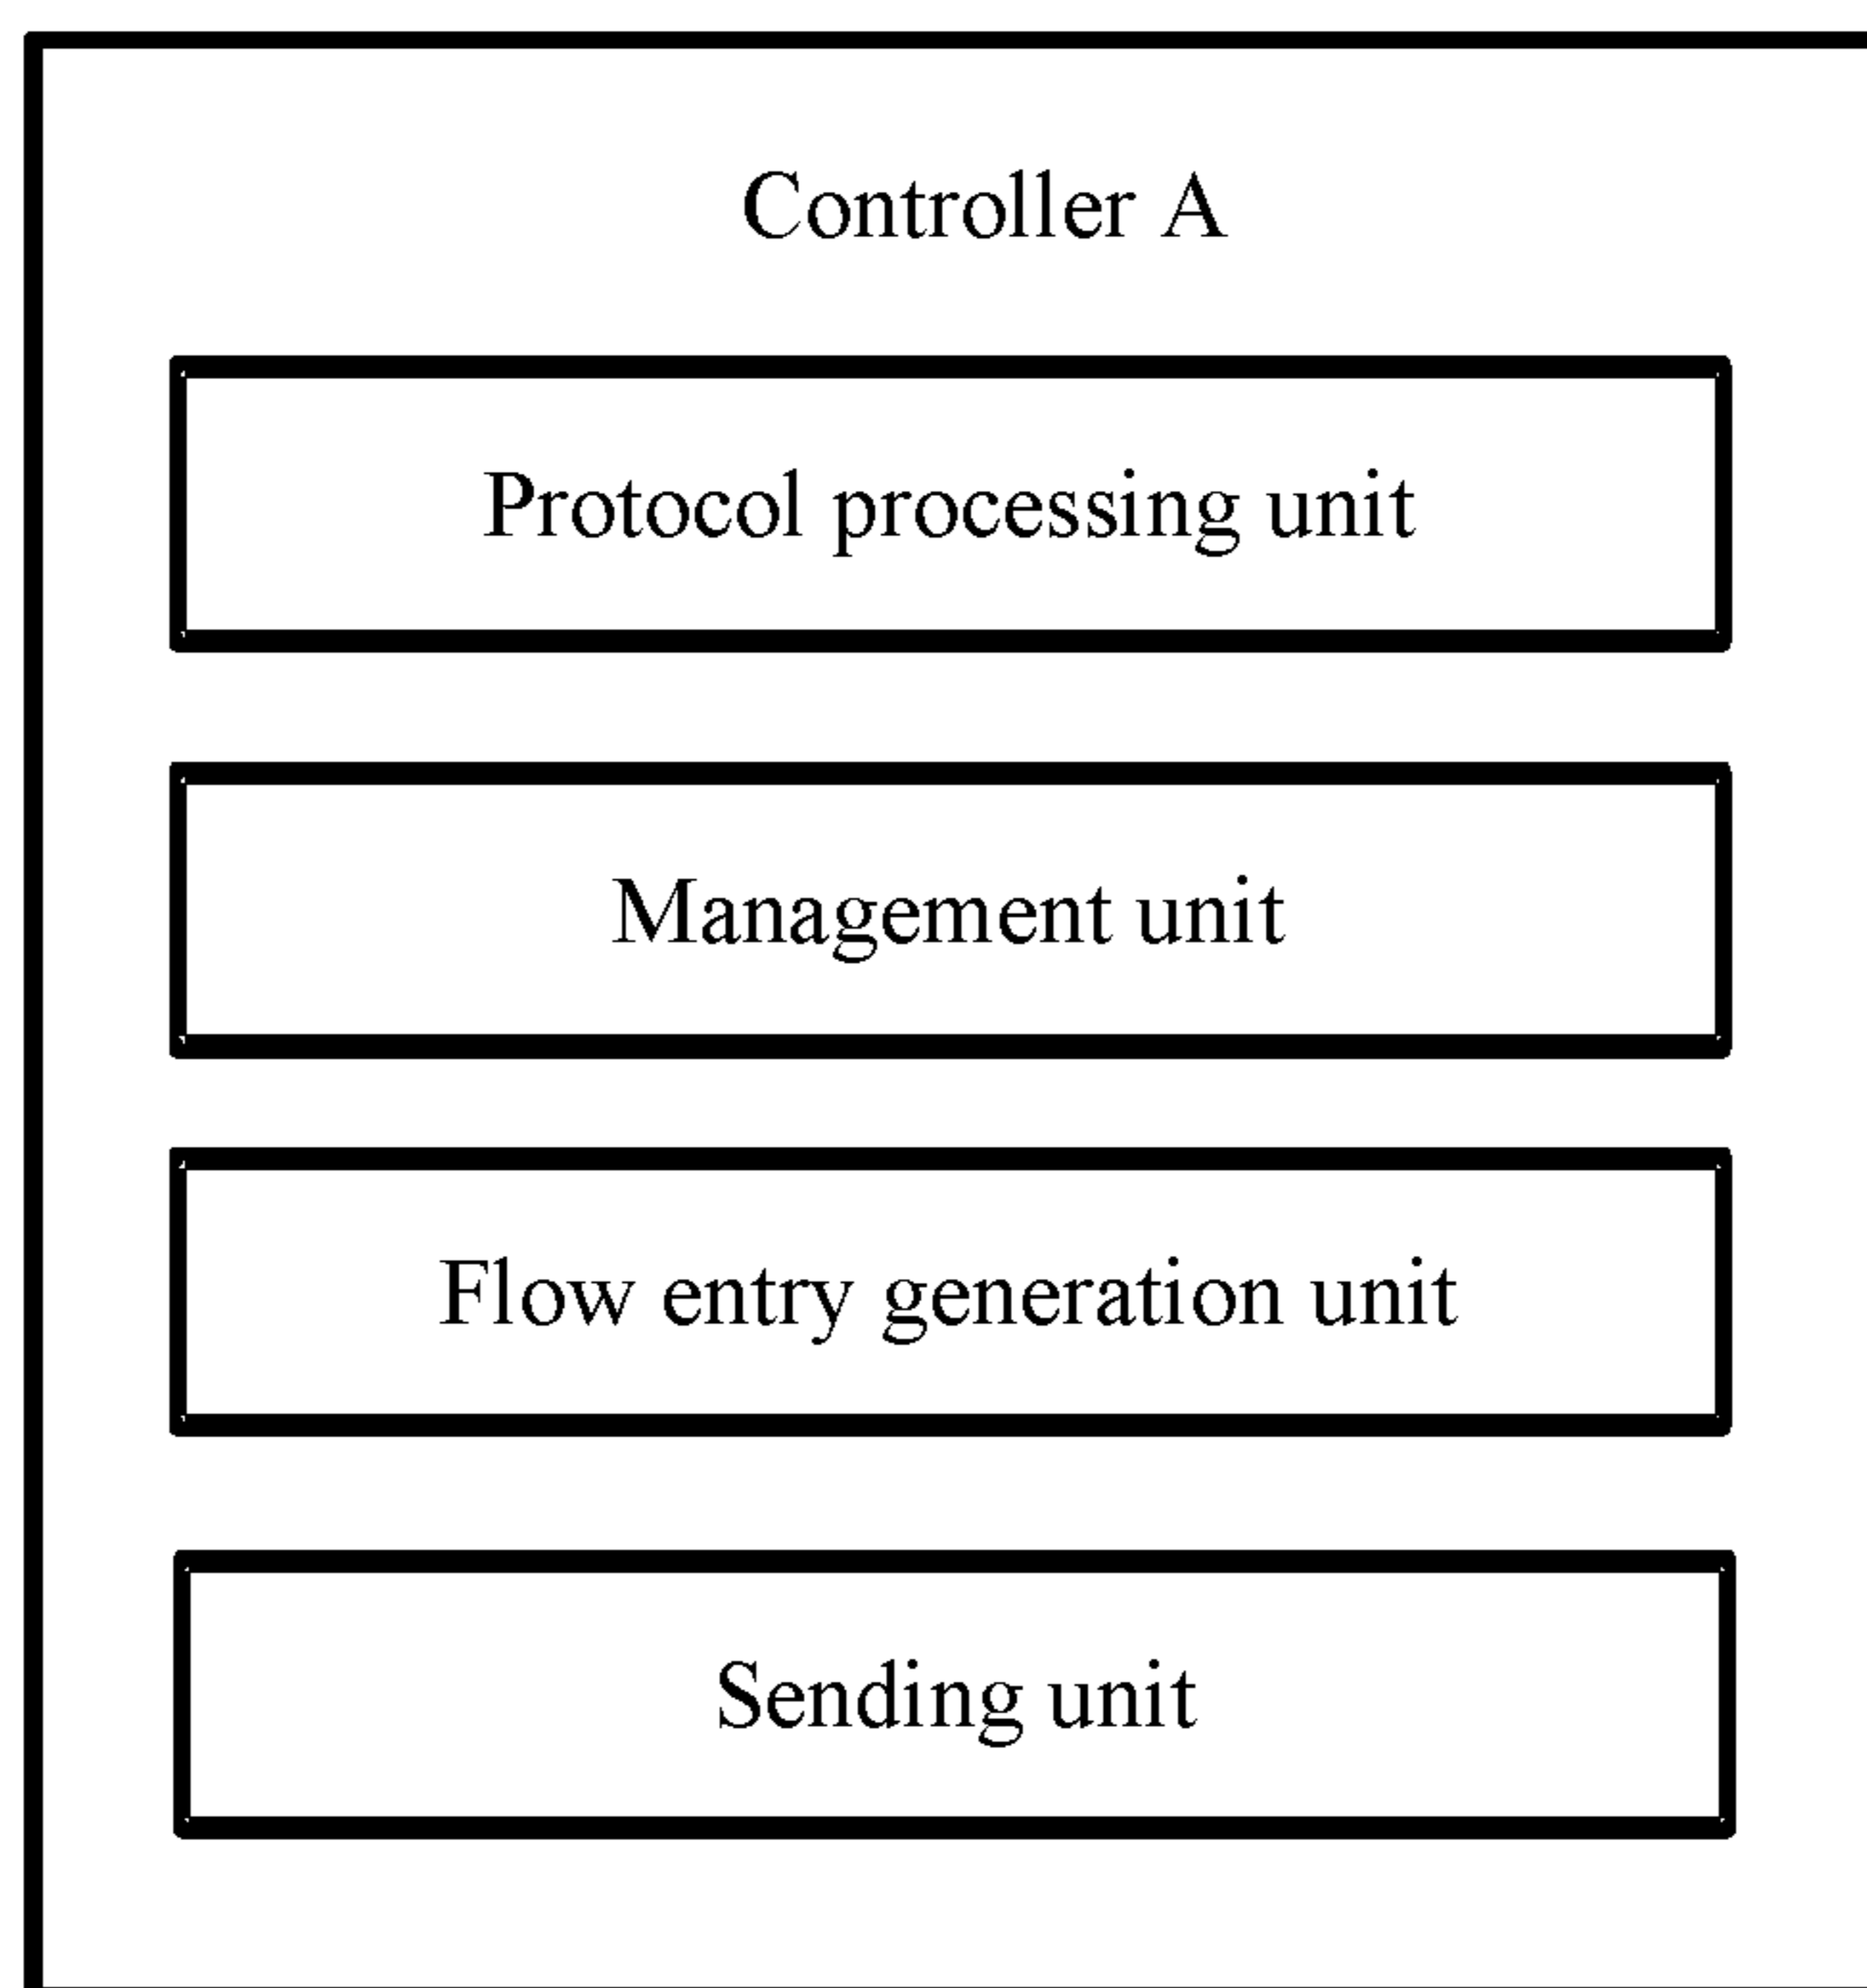 Controller A
Protocol processing unit
Management unit
Flow entry generation unit
Sending unit